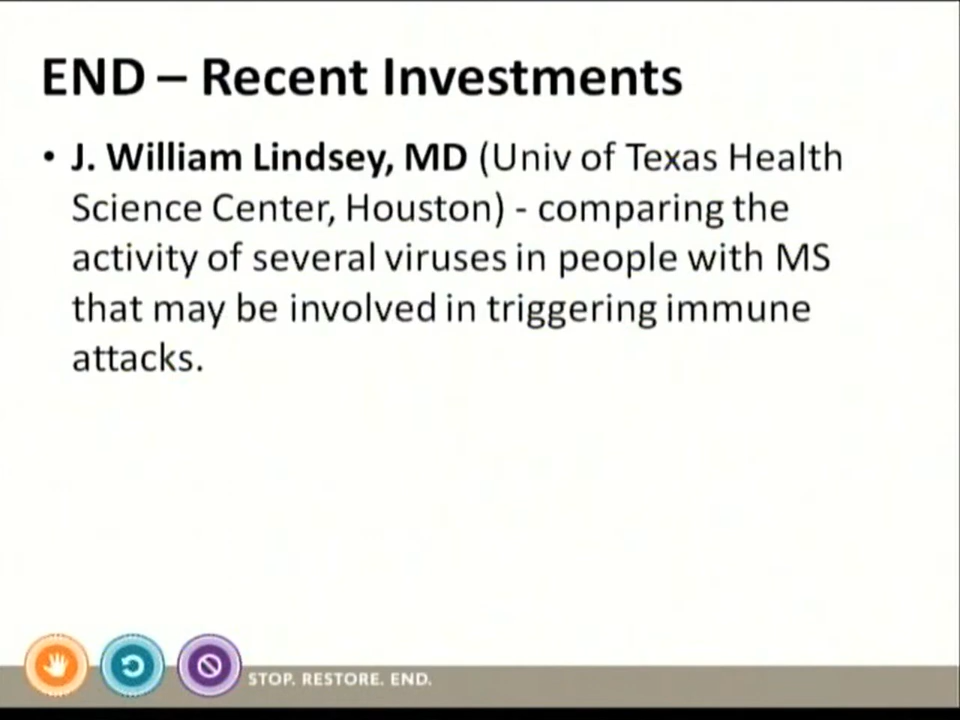 END – Recent Investments
• J. William Lindsey, MD (Univ of Texas Health
Science Center, Houston) - comparing the
activity of several viruses in people with MS
that may be involved in triggering immune
attacks.
STOP. RESTORE. END.